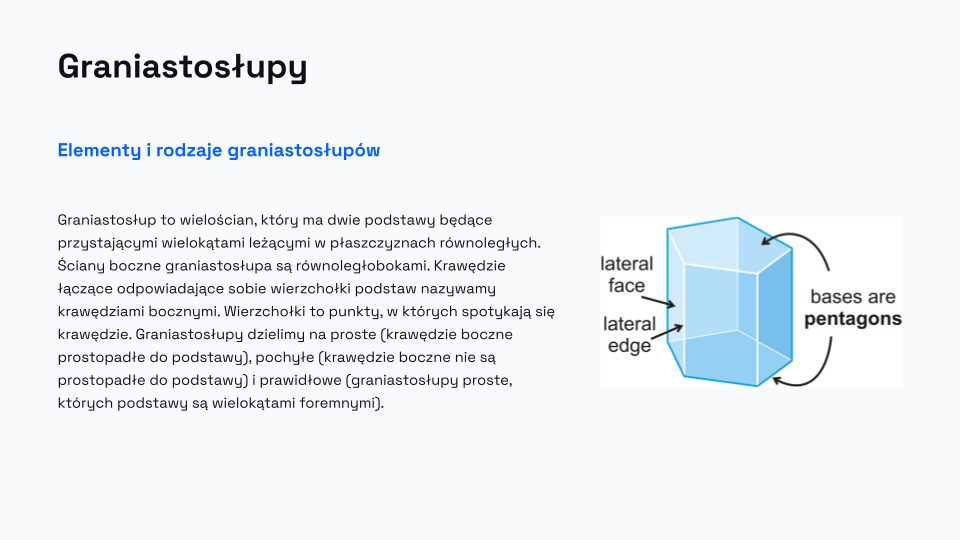 Graniastosłupy
Elementy i rodzaje graniastosłupów
Graniastosłup to wielościan, który ma dwie podstawy będące
przystającymi wielokątami leżącymi w płaszczyznach równoległych.
Ściany boczne graniastosłupa są równoległobokami. Krawędzie
łączące odpowiadające sobie wierzchołki podstaw nazywamy
krawędziami bocznymi. Wierzchołki to punkty, w których spotykają się
krawędzie. Graniastosłupy dzielimy na proste (krawędzie boczne
prostopadłe do podstawy), pochyłe (krawędzie boczne nie są
prostopadłe do podstawy) i prawidłowe (graniastosłupy proste,
których podstawy są wielokątami foremnymi).
lateral
face
lateral
edge
bases are
pentagons